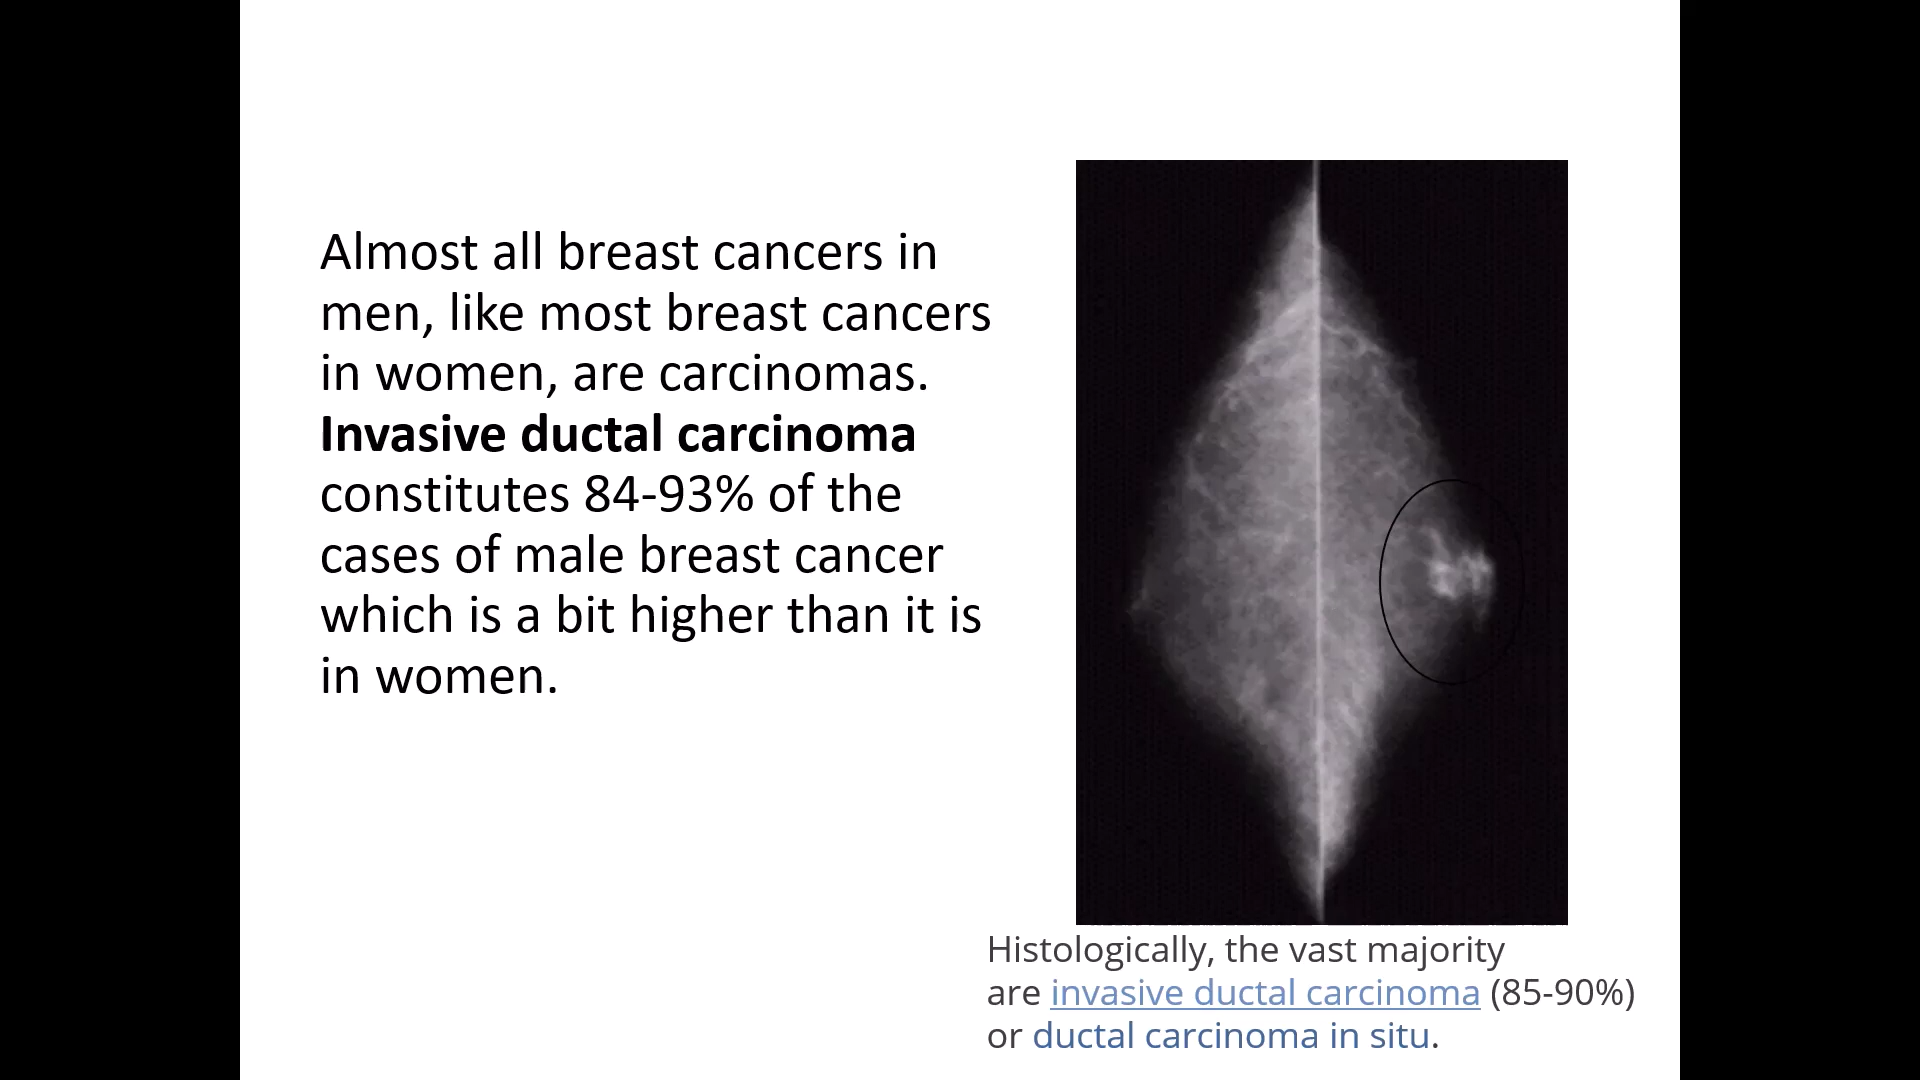 Almost all breast cancers in
men, like most breast cancers
in women, are carcinomas.
Invasive ductal carcinoma
constitutes 84-93% of the
cases of male breast cancer
which is a bit higher than it is
in women.
Histologically, the vast majority
are invasive ductal carcinoma (85-90%)
or ductal carcinoma in situ.